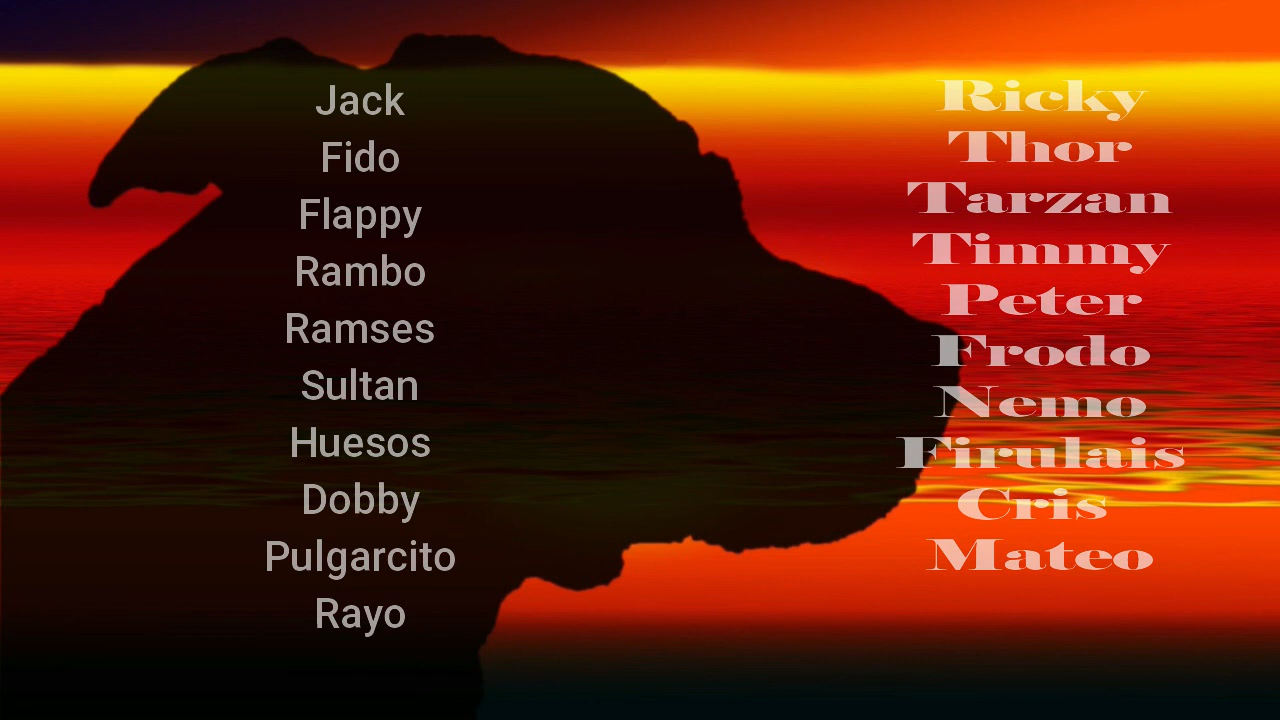 Jack
Fido
Flappy
Rambo
Ramses
Sultan
Huesos
Dobby
Pulgarcito
Rayo
Ricky
Thor
Tarzan
Timmy
Peter
Frodo
Nemo
Firulais
Cris
Mateo